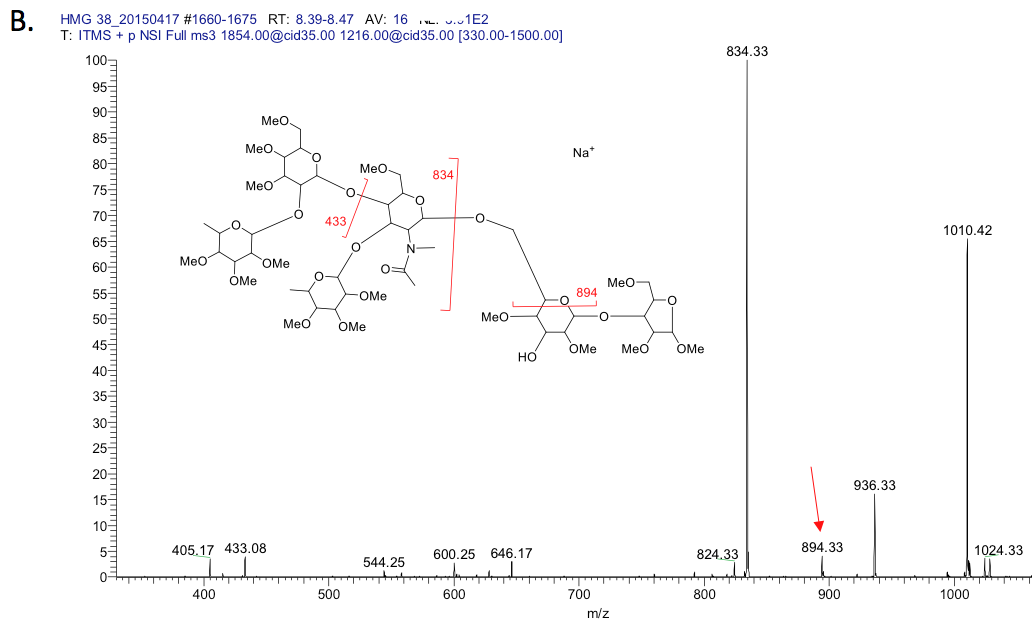 B.
HMG 38_20150417 #1660-1675 RT: 8.39-8.47 AV: 16
T: ITMS + p NSI Full ms3 1854.00@cid35.00 1216.00@cid35.00 [330.00-1500.00]
834.33
100
95
90
85
80
75
70
65
60
55
50
45
40
35
30
25
20
15
10
5
0
MeO
MeO
O
MeO
O
O
O
MeO
OMe
OMe
433
MeO
O
834
O
N
O
O
O
OMe
MeO
OMe
Na+
O
894
MeO
O
HO
OMe
O
MeO
O
MeO
OMe
1010.42
936.33
894.33
824.33
1024.33
405.17
433.08
544.25
600.25
646.17
400
500
600
700
800
900
1000
m/z